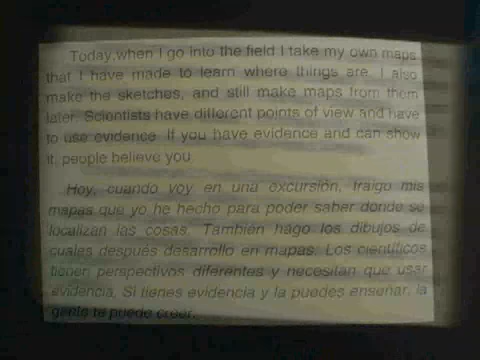 Today, when I go into the field I take my own maps
that I have made to learn where things are. I also
make the sketches, and still make maps from them
later. Scientists have different points of view and have
to use evidence. If you have evidence and can show
it, people believe you
Hoy, cuando voy en una excursión, traigo mis
mapas que yo he hecho para poder saber donde se
localizan las cosas. También hago los dibujos de
cuales después desarrollo en mapas. Los científicos
tienen perspectivos diferentes y necesitan que usar
evidencia. Si tienes evidencia y la puedes enseñar, la
gente te puede creer.